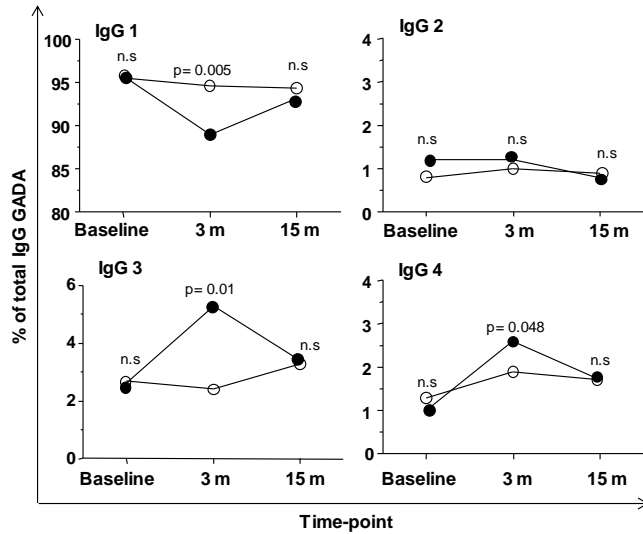 % of total IgG GADA
IgG 1
100
95
90
85
80
n.s
p= 0.005
n.s
Baseline
3 m
15 m
IgG 2
4
3
2
1
0
n.s
n.s
n.s
Baseline
3 m
15 m
IgG 3
6
4
2
0
n.s
p= 0.01
n.s
Baseline
3 m
15 m
IgG 4
4
3
2
1
0
n.s
p= 0.048
n.s
Baseline
3 m
15 m
Time-point